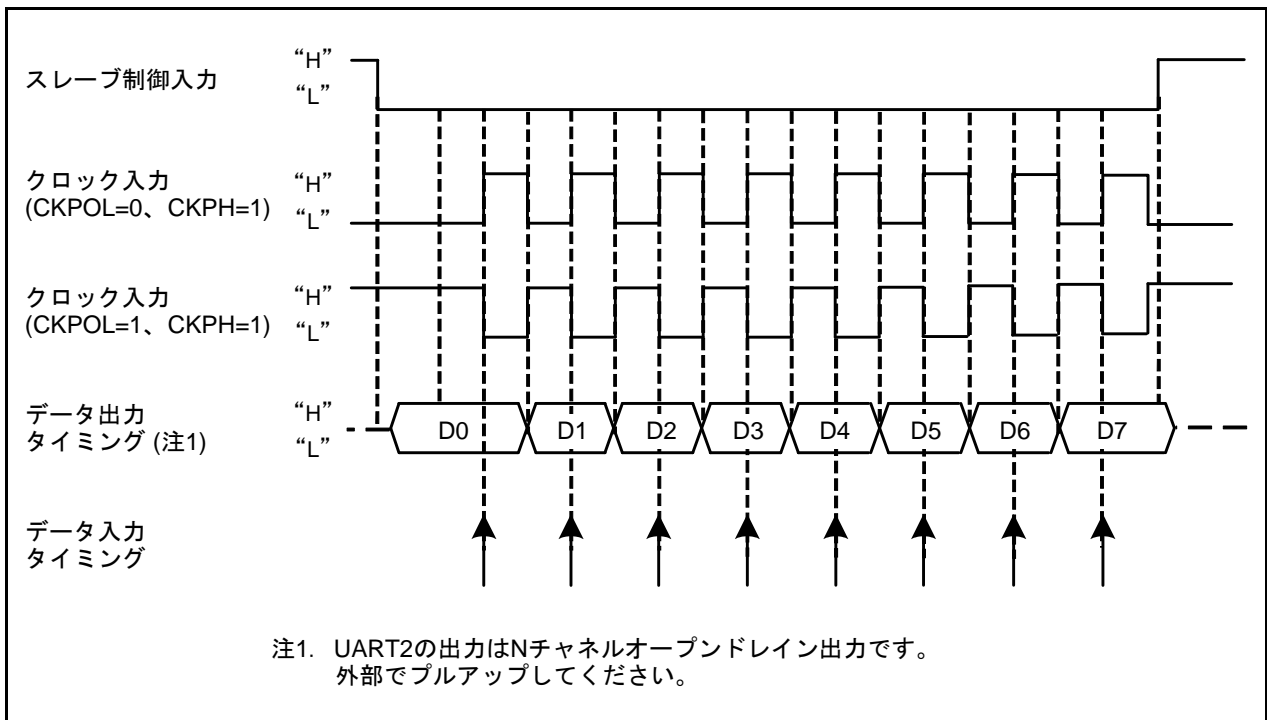 スレーブ制御入力
“H”
“L”
クロック入力
(CKPOL=0、CKPH=1)
“H”
“L”
クロック入力
(CKPOL=1、CKPH=1)
“H”
“L”
データ出力
タイミング (注1)
“H”
“L”
D0 D1 D2 D3 D4 D5 D6 D7
データ入力
タイミング
注1. UART2の出力はNチャネルオープンドレイン出力です。
外部でプルアップしてください。